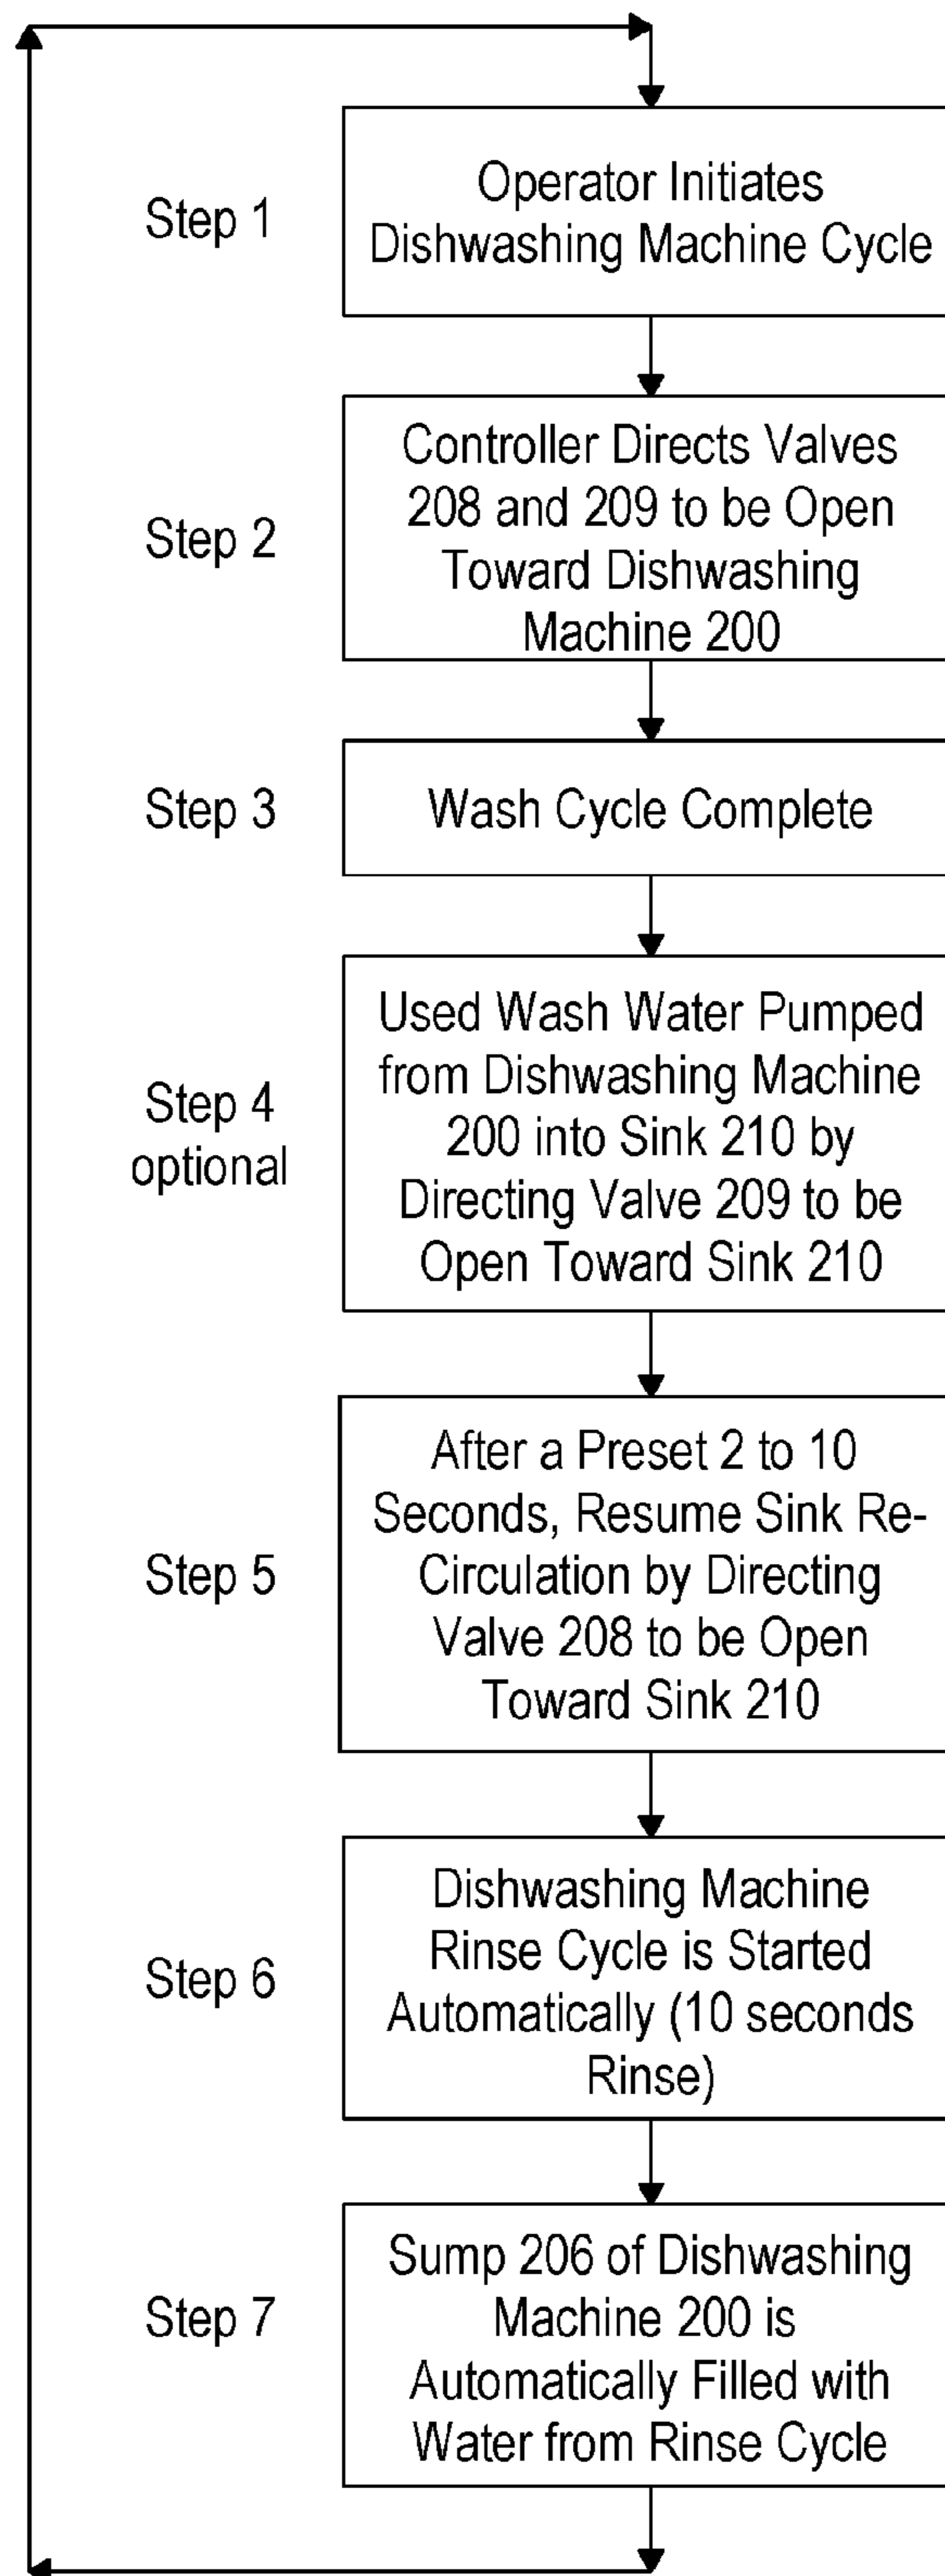 Step 1
Operator Initiates
Dishwashing Machine Cycle
Step 2
Controller Directs Valves
208 and 209 to be Open
Toward Dishwashing
Machine 200
Step 3
Wash Cycle Complete
Step 4
optional
Used Wash Water Pumped
from Dishwashing Machine
200 into Sink 210 by
Directing Valve 209 to be
Open Toward Sink 210
Step 5
After a Preset 2 to 10
Seconds, Resume Sink Re-
Circulation by Directing
Valve 208 to be Open
Toward Sink 210
Step 6
Dishwashing Machine
Rinse Cycle is Started
Automatically (10 seconds
Rinse)
Step 7
Sump 206 of Dishwashing
Machine 200 is
Automatically Filled with
Water from Rinse Cycle